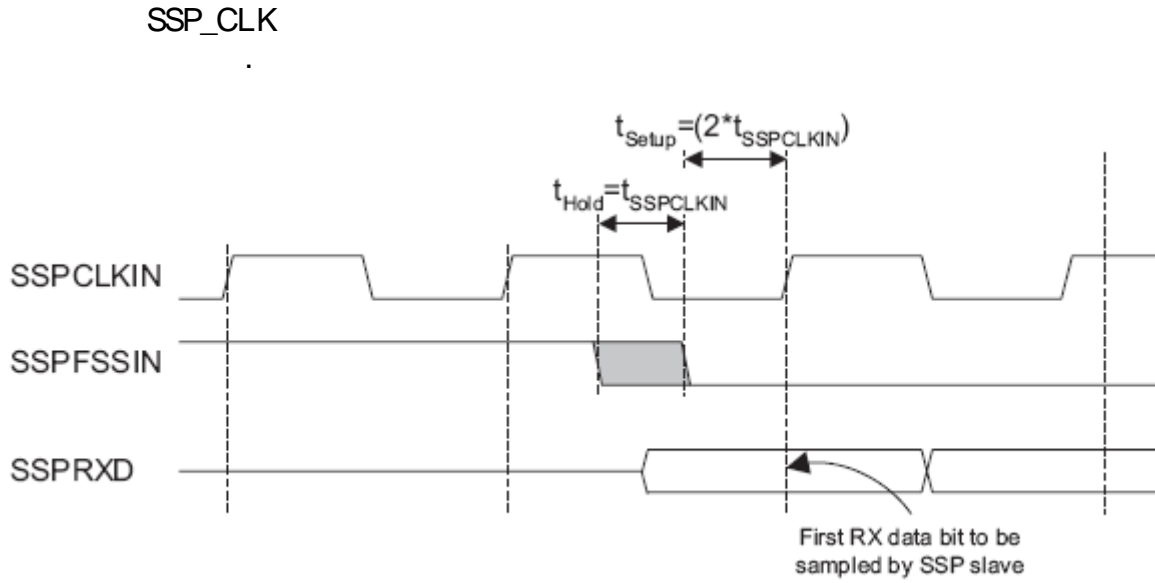 SSP_CLK
.
tSetup=(2*tSSPCLKIN)
tHold=tSSPCLKIN
SSPCLKIN
SSPFSSIN
SSPRXD
First RX data bit to be
sampled by SSP slave